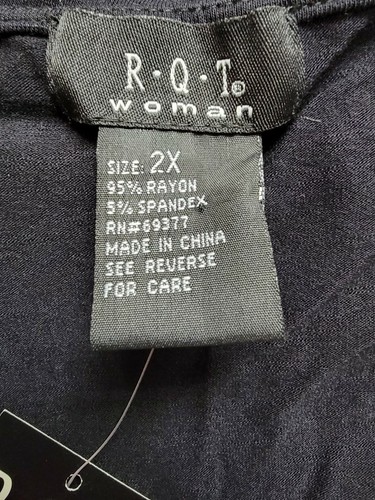 R·Q·T®
woman
SIZE: 2X
95% RAYON
5% SPANDEX
RN#69377
MADE IN CHINA
SEE REVERSE
FOR CARE